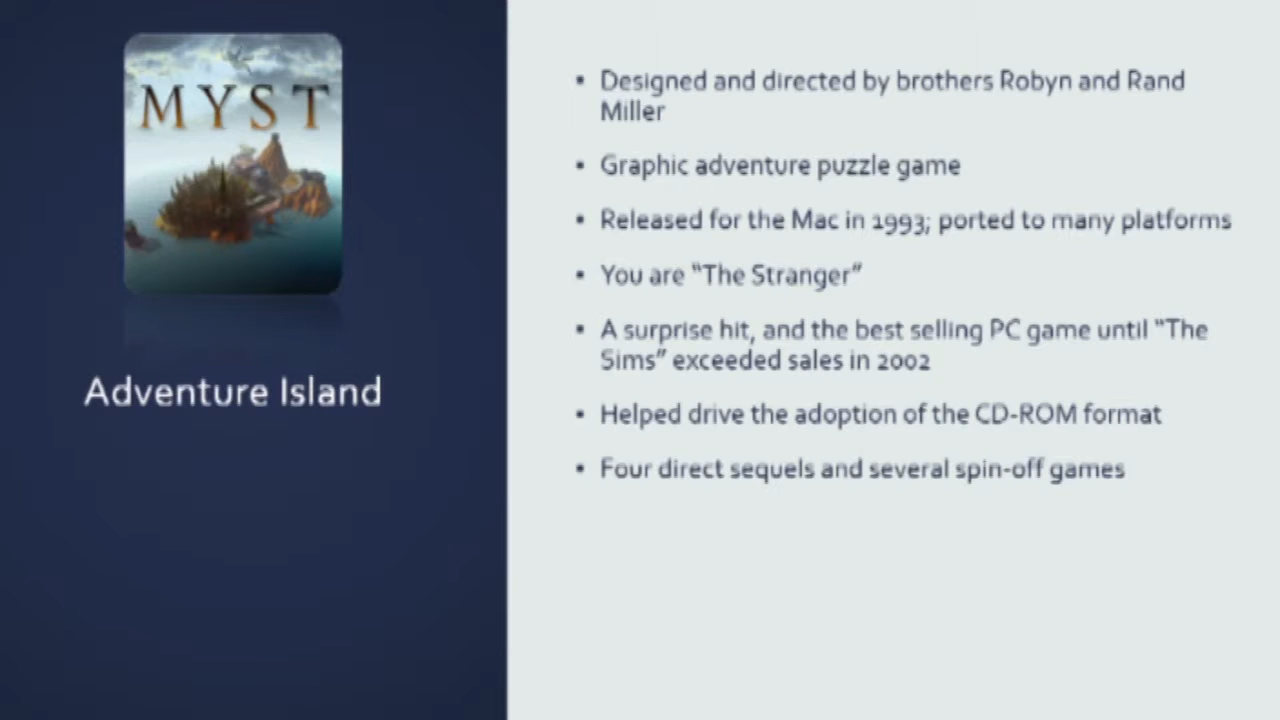 MYST
Adventure Island
• Designed and directed by brothers Robyn and Rand
Miller
• Graphic adventure puzzle game
• Released for the Mac in 1993; ported to many platforms
• You are “The Stranger”
• A surprise hit, and the best selling PC game until “The
Sims” exceeded sales in 2002
• Helped drive the adoption of the CD-ROM format
• Four direct sequels and several spin-off games